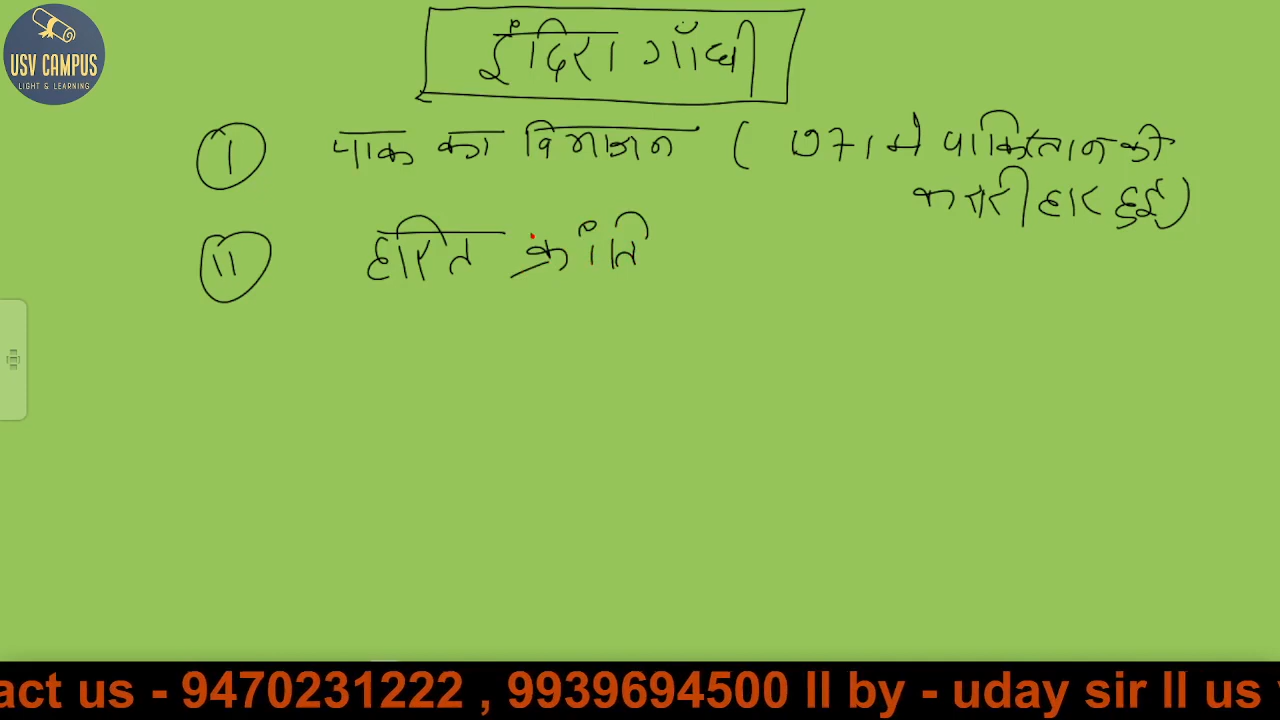 USV CAMPUS
LIGHT & LEARNING
इंदिरा गाँधी
I पाक का विभाजन ( 1971 मे पाकिस्तान की
करारी हार हुई )
II हरित क्रांति
act us - 9470231222 , 9939694500 ll by - uday sir ll us